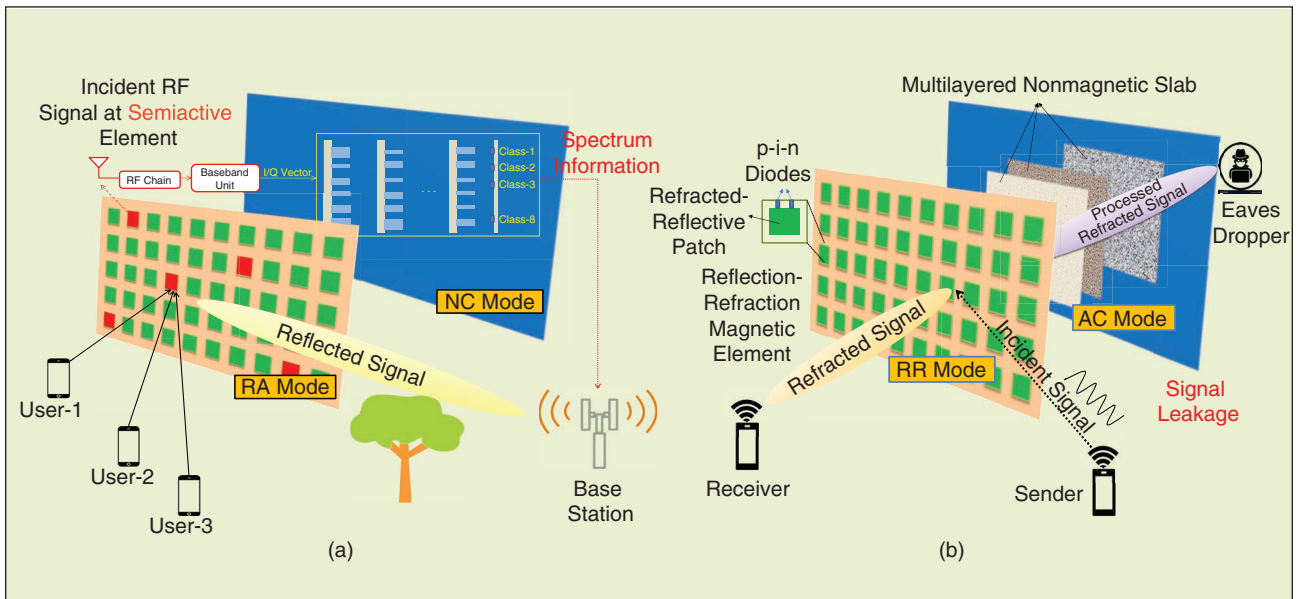 Incident RF
Signal at Semiactive
Element
RF Chain
Baseband
Unit
I/Q Vector
. . .
Class-1
Class-2
Class-3
Class-8
Spectrum
Information
NC Mode
Reflected Signal
RA Mode
User-1
User-2
User-3
Base
Station
(a)
Multilayered Nonmagnetic Slab
p-i-n
Diodes
Refracted-
Reflective
Patch
Reflection-
Refraction
Magnetic
Element
Processed
Refracted Signal
Eaves
Dropper
AC Mode
RR Mode
Refracted Signal
Incident Signal
Signal
Leakage
Receiver
Sender
(b)